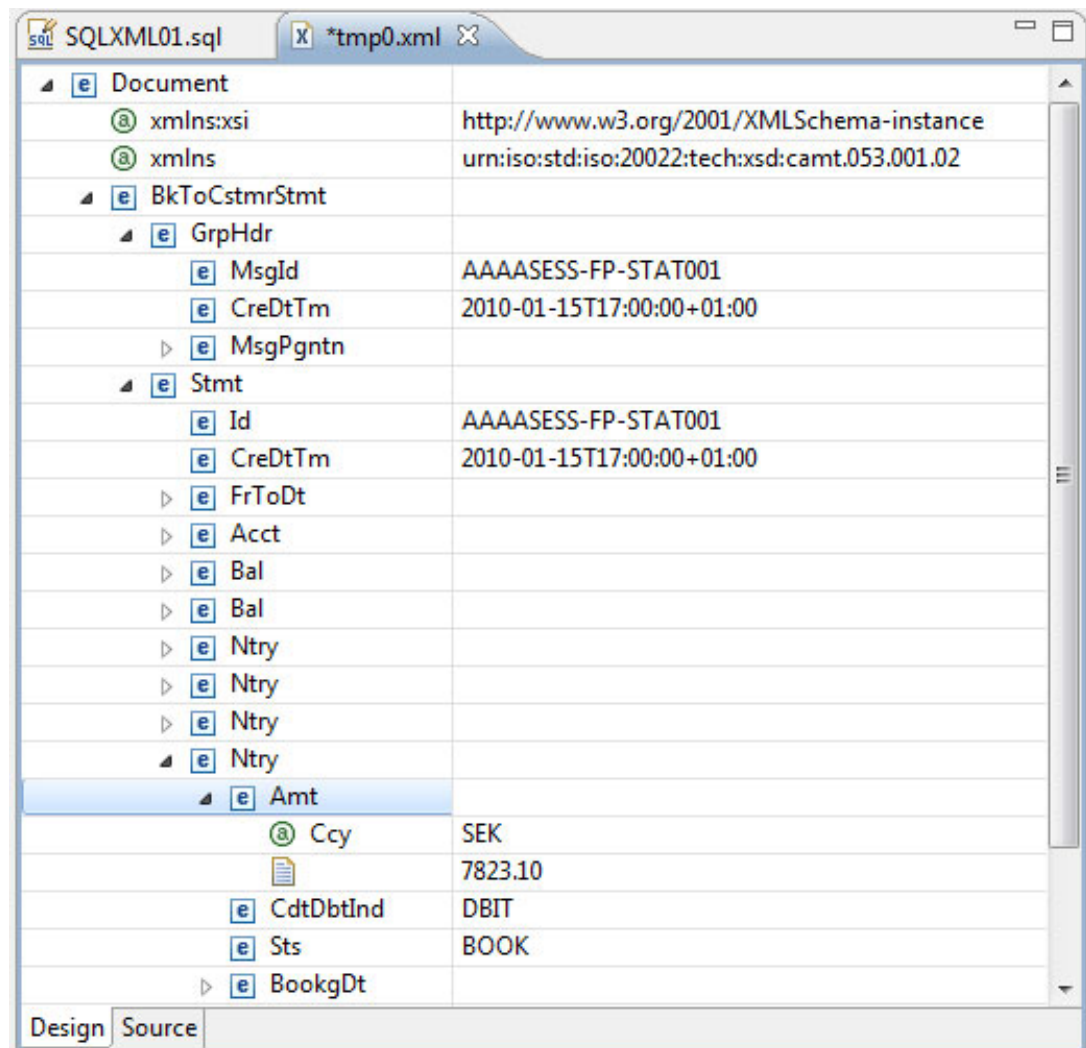 SQLXML01.sql *tmp0.xml
Document
xmlns:xsi http://www.w3.org/2001/XMLSchema-instance
xmlns urn:iso:std:iso:20022:tech:xsd:camt.053.001.02
BkToCstmrStmt
GrpHdr
MsgId AAAASESS-FP-STAT001
CreDtTm 2010-01-15T17:00:00+01:00
MsgPgntn
Stmt
Id AAAASESS-FP-STAT001
CreDtTm 2010-01-15T17:00:00+01:00
FrToDt
Acct
Bal
Bal
Ntry
Ntry
Ntry
Ntry
Amt
Ccy SEK
7823.10
CdtDbtInd DBIT
Sts BOOK
BookgDt
Design Source